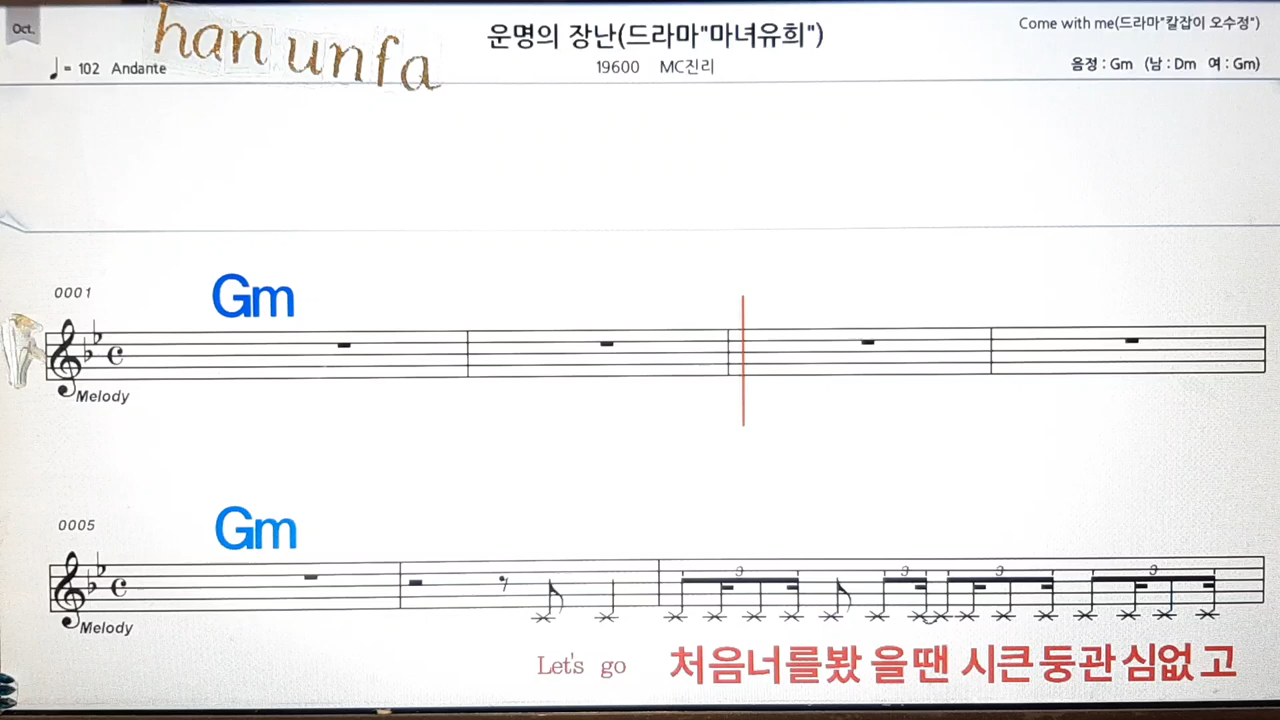 Oct.
han unfa
운명의 장난(드라마"마녀유희")
Come with me(드라마"칼잡이 오수정")
♩= 102 Andante
19600 MC진리
음정 : Gm (남 : Dm 여 : Gm)
0001
Gm
Melody
0005
Gm
3 3 3 3
Melody
Let's go 처음너를봤 을땐 시큰둥관심없고